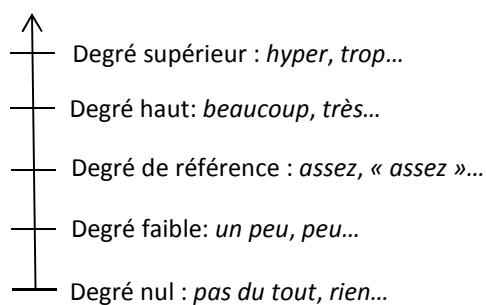 Degré supérieur : hyper, trop…
Degré haut: beaucoup, très…
Degré de référence : assez, « assez »…
Degré faible: un peu, peu…
Degré nul : pas du tout, rien…